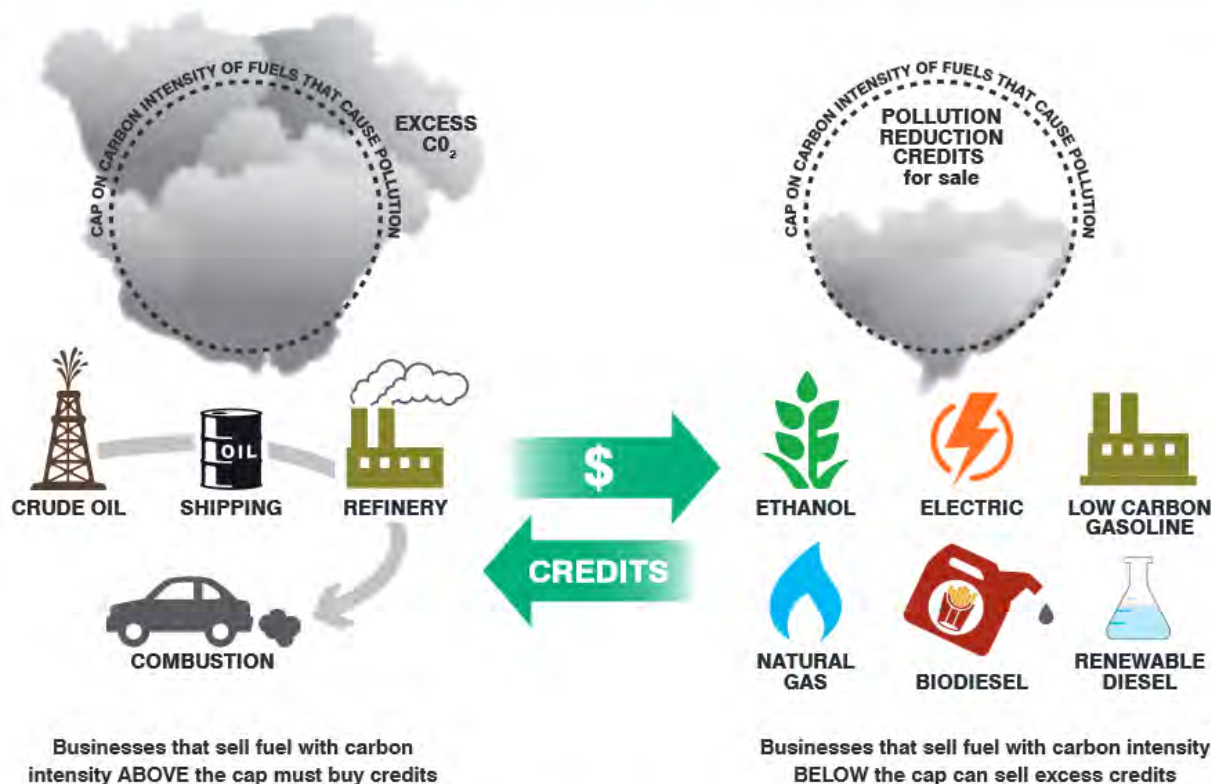 CAP ON CARBON INTENSITY OF FUELS THAT CAUSE POLLUTION
EXCESS
C0₂
CAP ON CARBON INTENSITY OF FUELS THAT CAUSE POLLUTION
POLLUTION
REDUCTION
CREDITS
for sale
OIL
CRUDE OIL
SHIPPING
REFINERY
COMBUSTION
$
CREDITS
ETHANOL
ELECTRIC
LOW CARBON
GASOLINE
NATURAL
GAS
BIODIESEL
RENEWABLE
DIESEL
Businesses that sell fuel with carbon
intensity ABOVE the cap must buy credits
Businesses that sell fuel with carbon intensity
BELOW the cap can sell excess credits